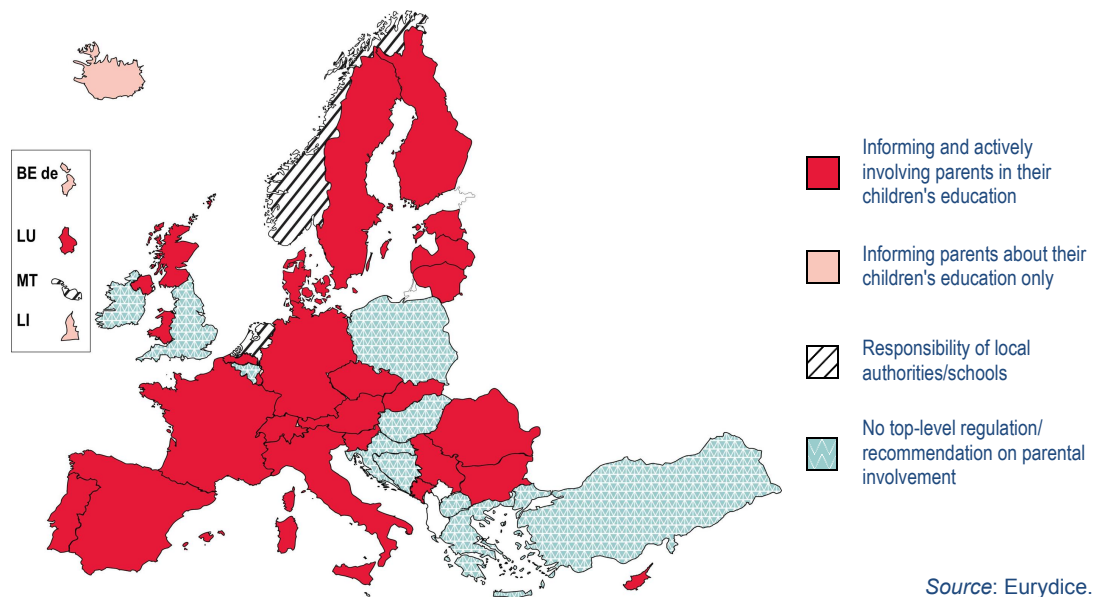 BE de
LU
MT
LI
Informing and actively
involving parents in their
children's education
Informing parents about their
children's education only
Responsibility of local
authorities/schools
No top-level regulation/
recommendation on parental
involvement
Source: Eurydice.